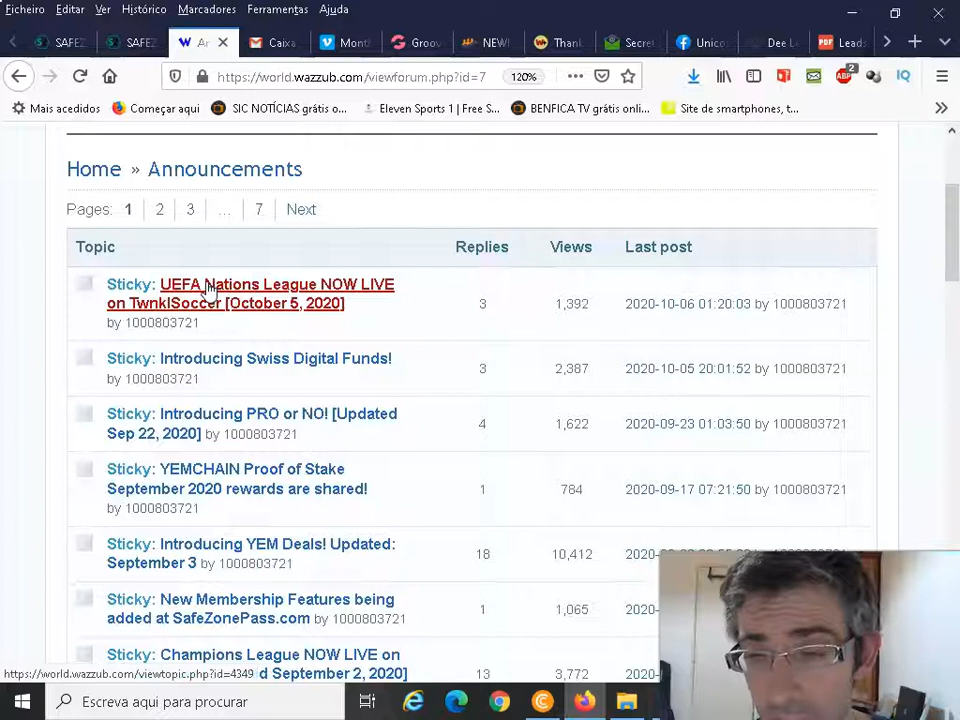 Ficheiro Editar Ver Histórico Marcadores Ferramentas Ajuda
SAFEZ SAFEZ Ar Caixa Mont Groov NEW! Thank Secret Unico Dee L Leads
https://world.wazzub.com/viewforum.php?id=7 120% 2
Mais acedidos Começar aqui SIC NOTÍCIAS grátis o... Eleven Sports 1 | Free S... BENFICA TV grátis onlin... Site de smartphones, t...
Home » Announcements
Pages: 1 2 3 ... 7 Next
Topic Replies Views Last post
Sticky: UEFA Nations League NOW LIVE
on TwnklSoccer [October 5, 2020]
by 1000803721
3 1,392 2020-10-06 01:20:03 by 1000803721
Sticky: Introducing Swiss Digital Funds!
by 1000803721
3 2,387 2020-10-05 20:01:52 by 1000803721
Sticky: Introducing PRO or NO! [Updated
Sep 22, 2020] by 1000803721
4 1,622 2020-09-23 01:03:50 by 1000803721
Sticky: YEMCHAIN Proof of Stake
September 2020 rewards are shared!
by 1000803721
1 784 2020-09-17 07:21:50 by 1000803721
Sticky: Introducing YEM Deals! Updated:
September 3 by 1000803721
18 10,412 2020-
Sticky: New Membership Features being
added at SafeZonePass.com by 1000803721
1 1,065 2020-
Sticky: Champions League NOW LIVE on
d September 2, 2020]
13 3,772 2020-
https://world.wazzub.com/viewtopic.php?id=4349
Escreva aqui para procurar